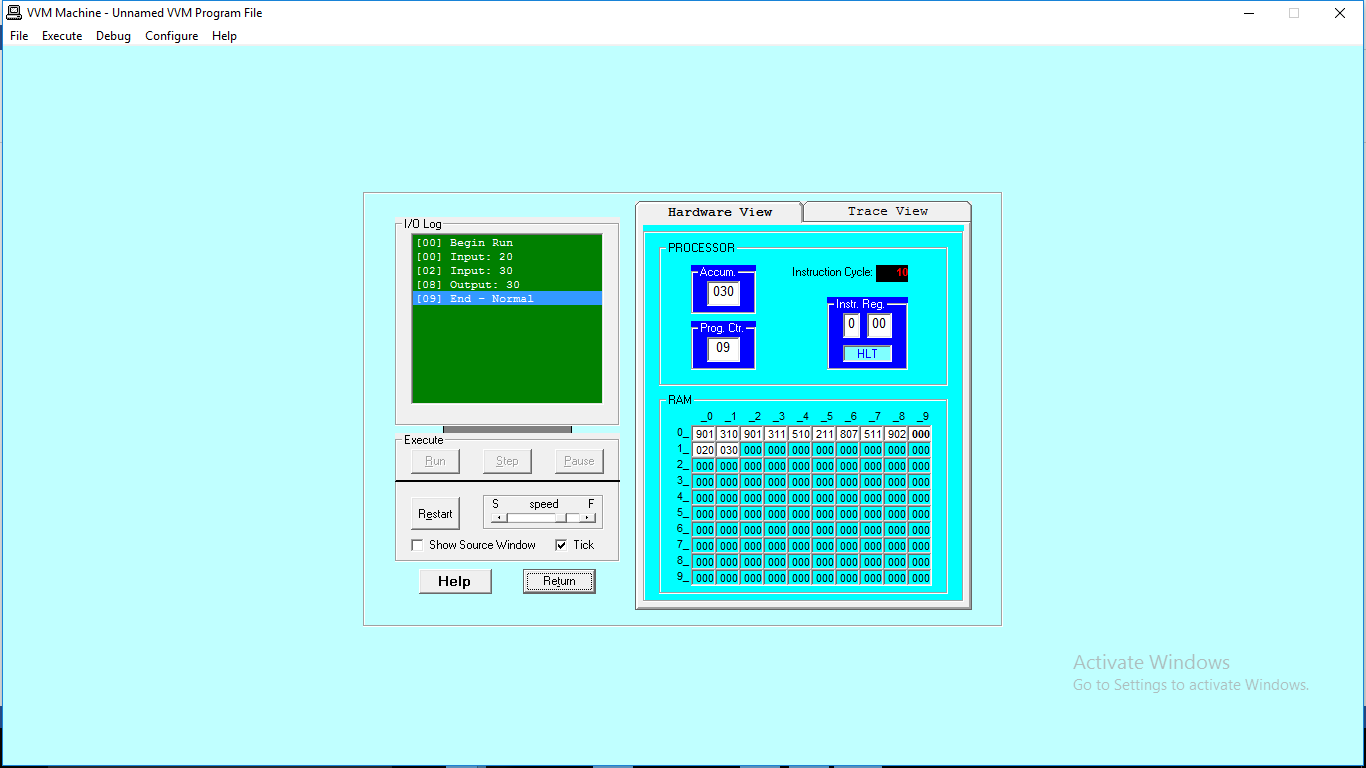 VVM Machine - Unnamed VVM Program File
File Execute Debug Configure Help
I/O Log
[00] Begin Run
[00] Input: 20
[02] Input: 30
[08] Output: 30
[09] End - Normal
Execute
Run Step Pause
Restart
S speed F
Show Source Window Tick
Help Return
Hardware View Trace View
PROCESSOR
Accum.
030
Instruction Cycle: 10
Prog. Ctr.
09
Instr. Reg.
0 00
HLT
RAM
_0 _1 _2 _3 _4 _5 _6 _7 _8 _9
0_ 901 310 901 311 510 211 807 511 902 000
1_ 020 030 000 000 000 000 000 000 000 000
2_ 000 000 000 000 000 000 000 000 000 000
3_ 000 000 000 000 000 000 000 000 000 000
4_ 000 000 000 000 000 000 000 000 000 000
5_ 000 000 000 000 000 000 000 000 000 000
6_ 000 000 000 000 000 000 000 000 000 000
7_ 000 000 000 000 000 000 000 000 000 000
8_ 000 000 000 000 000 000 000 000 000 000
9_ 000 000 000 000 000 000 000 000 000 000
Activate Windows
Go to Settings to activate Windows.